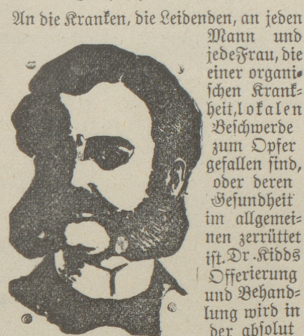 An die Kranken, die Leidenden, an jeden
Mann und
jede Frau, die
einer organi-
schen Krank-
heit, lokalen
Beschwerde
zum Opfer
gefallen sind,
oder deren
Gesundheit
im allgemei-
nen zerrüttet
ist. Dr. Kidds
Offerierung
und Behand-
lung wird in
der absolut